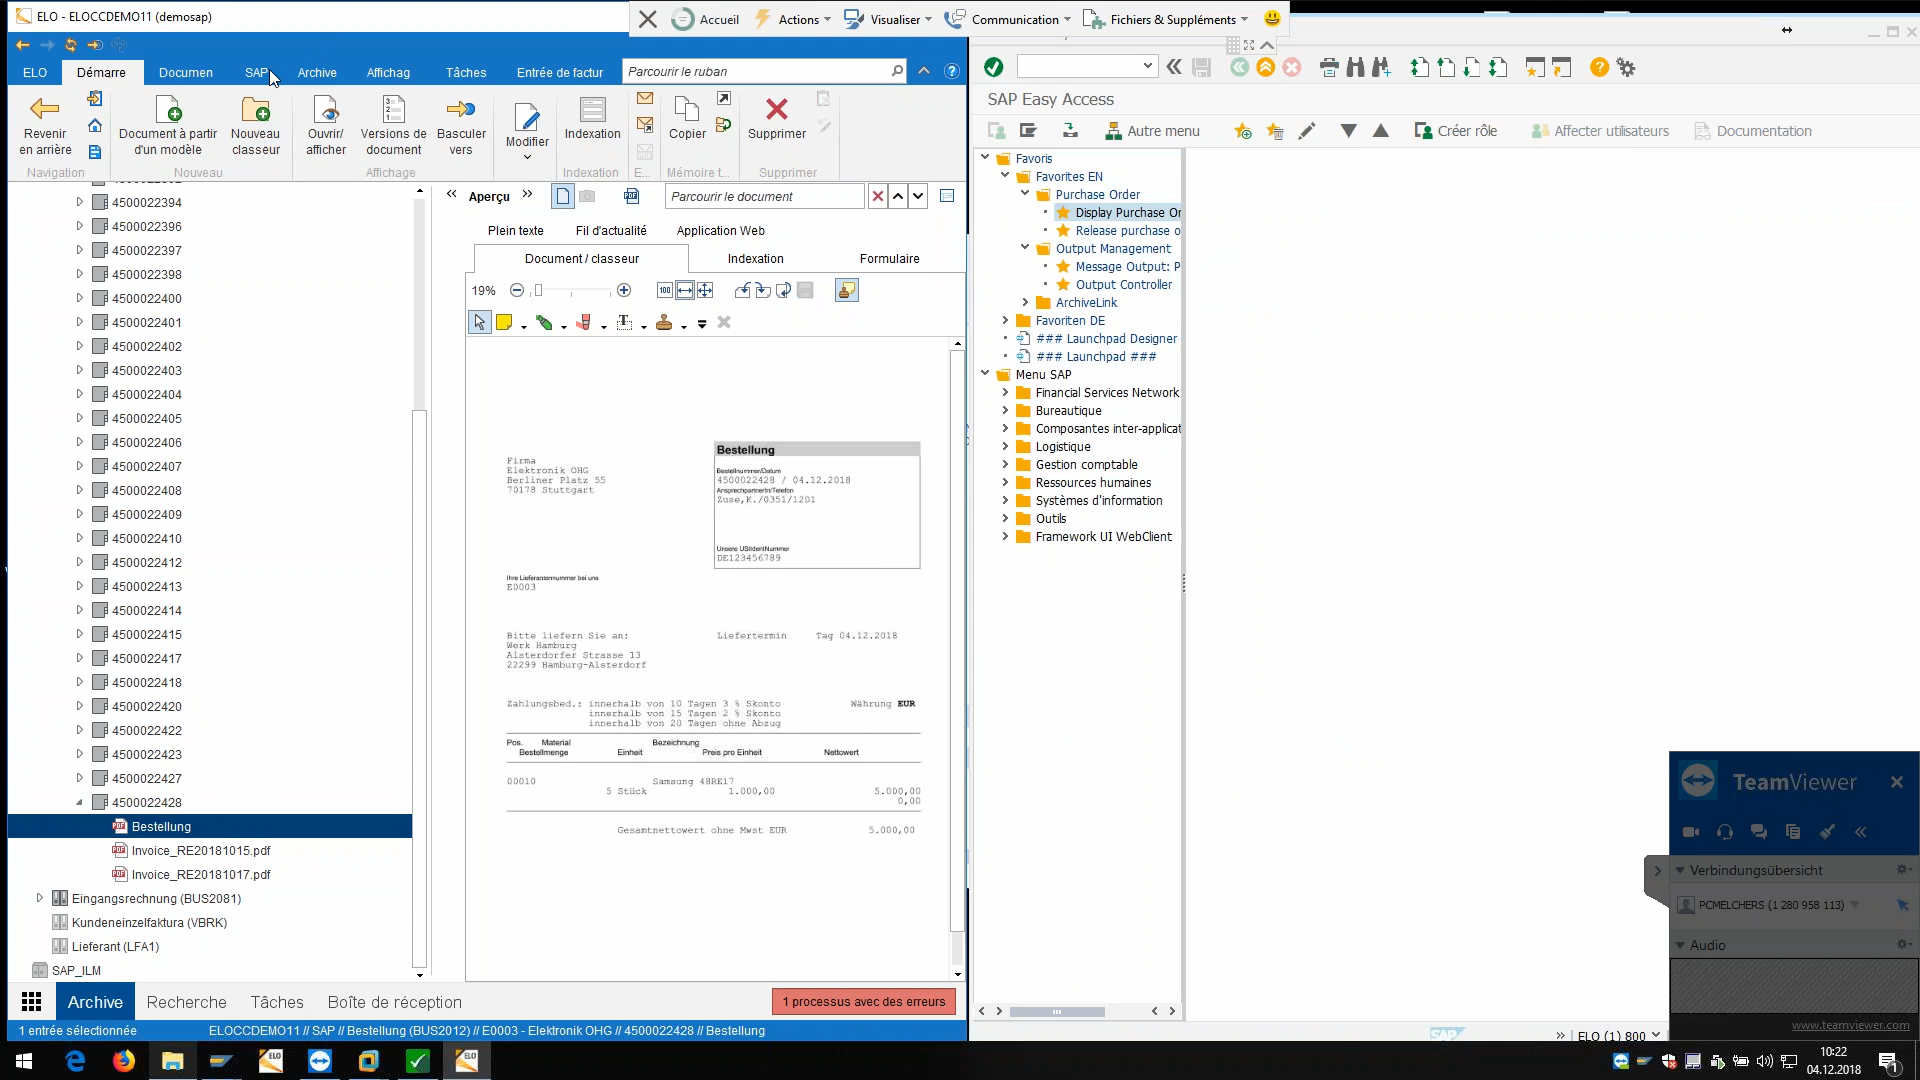 ELO - ELOCCDEMO11 (demosap)
Accueil
Actions
Visualiser
Communication
Fichiers & Suppléments
ELO
Démarre
Documen
SAP
Archive
Affichag
Tâches
Entrée de factur
Parcourir le ruban
Revenir
en arrière
Document à partir
d'un modèle
Nouveau
classeur
Ouvrir/
afficher
Versions de
document
Basculer
vers
Modifier
Indexation
Copier
Supprimer
Navigation
Nouveau
Affichage
Indexation
E...
Mémoire t...
Supprimer
4500022394
4500022396
4500022397
4500022398
4500022400
4500022401
4500022402
4500022403
4500022404
4500022405
4500022406
4500022407
4500022408
4500022409
4500022410
4500022412
4500022413
4500022414
4500022415
4500022417
4500022418
4500022420
4500022422
4500022423
4500022427
4500022428
Bestellung
Invoice_RE20181015.pdf
Invoice_RE20181017.pdf
Eingangsrechnung (BUS2081)
Kundeneinzelfaktura (VBRK)
Lieferant (LFA1)
SAP_ILM
Aperçu
Parcourir le document
Plein texte
Fil d'actualité
Application Web
Document / classeur
Indexation
Formulaire
19%
100
Firma
Elektronik OHG
Berliner Platz 55
70178 Stuttgart
Bestellung
Bestellnummer/Datum
4500022428 / 04.12.2018
AnsprechpartnerIn/Telefon
Zuse,K./0351/1201
Unsere UStIdentNummer
DE123456789
Ihre Lieferantennummer bei uns
E0003
Bitte liefern Sie an:
Werk Hamburg
Alsterdorfer Strasse 13
22299 Hamburg-Alsterdorf
Liefertermin Tag 04.12.2018
Zahlungsbed.: innerhalb von 10 Tagen 3 % Skonto
innerhalb von 15 Tagen 2 % Skonto
innerhalb von 20 Tagen ohne Abzug
Währung EUR
Pos. Material Bezeichnung
Bestellmenge Einheit Preis pro Einheit Nettowert
00010 Samsung 48RE17
5 Stück 1.000,00 5.000,00
0,00
Gesamtnettowert ohne Mwst EUR 5.000,00
Archive
Recherche
Tâches
Boîte de réception
1 processus avec des erreurs
1 entrée sélectionnée
ELOCCDEMO11 // SAP // Bestellung (BUS2012) // E0003 - Elektronik OHG // 4500022428 // Bestellung
SAP Easy Access
Autre menu
Créer rôle
Affecter utilisateurs
Documentation
Favoris
Favorites EN
Purchase Order
Display Purchase Or
Release purchase o
Output Management
Message Output: P
Output Controller
ArchiveLink
Favoriten DE
### Launchpad Designer
### Launchpad ###
Menu SAP
Financial Services Network
Bureautique
Composantes inter-applicat
Logistique
Gestion comptable
Ressources humaines
Systèmes d'information
Outils
Framework UI WebClient
SAP
ELO (1) 800
TeamViewer
Verbindungsübersicht
PCMELCHERS (1 280 958 113)
Audio
www.teamviewer.com
10:22
04.12.2018
1